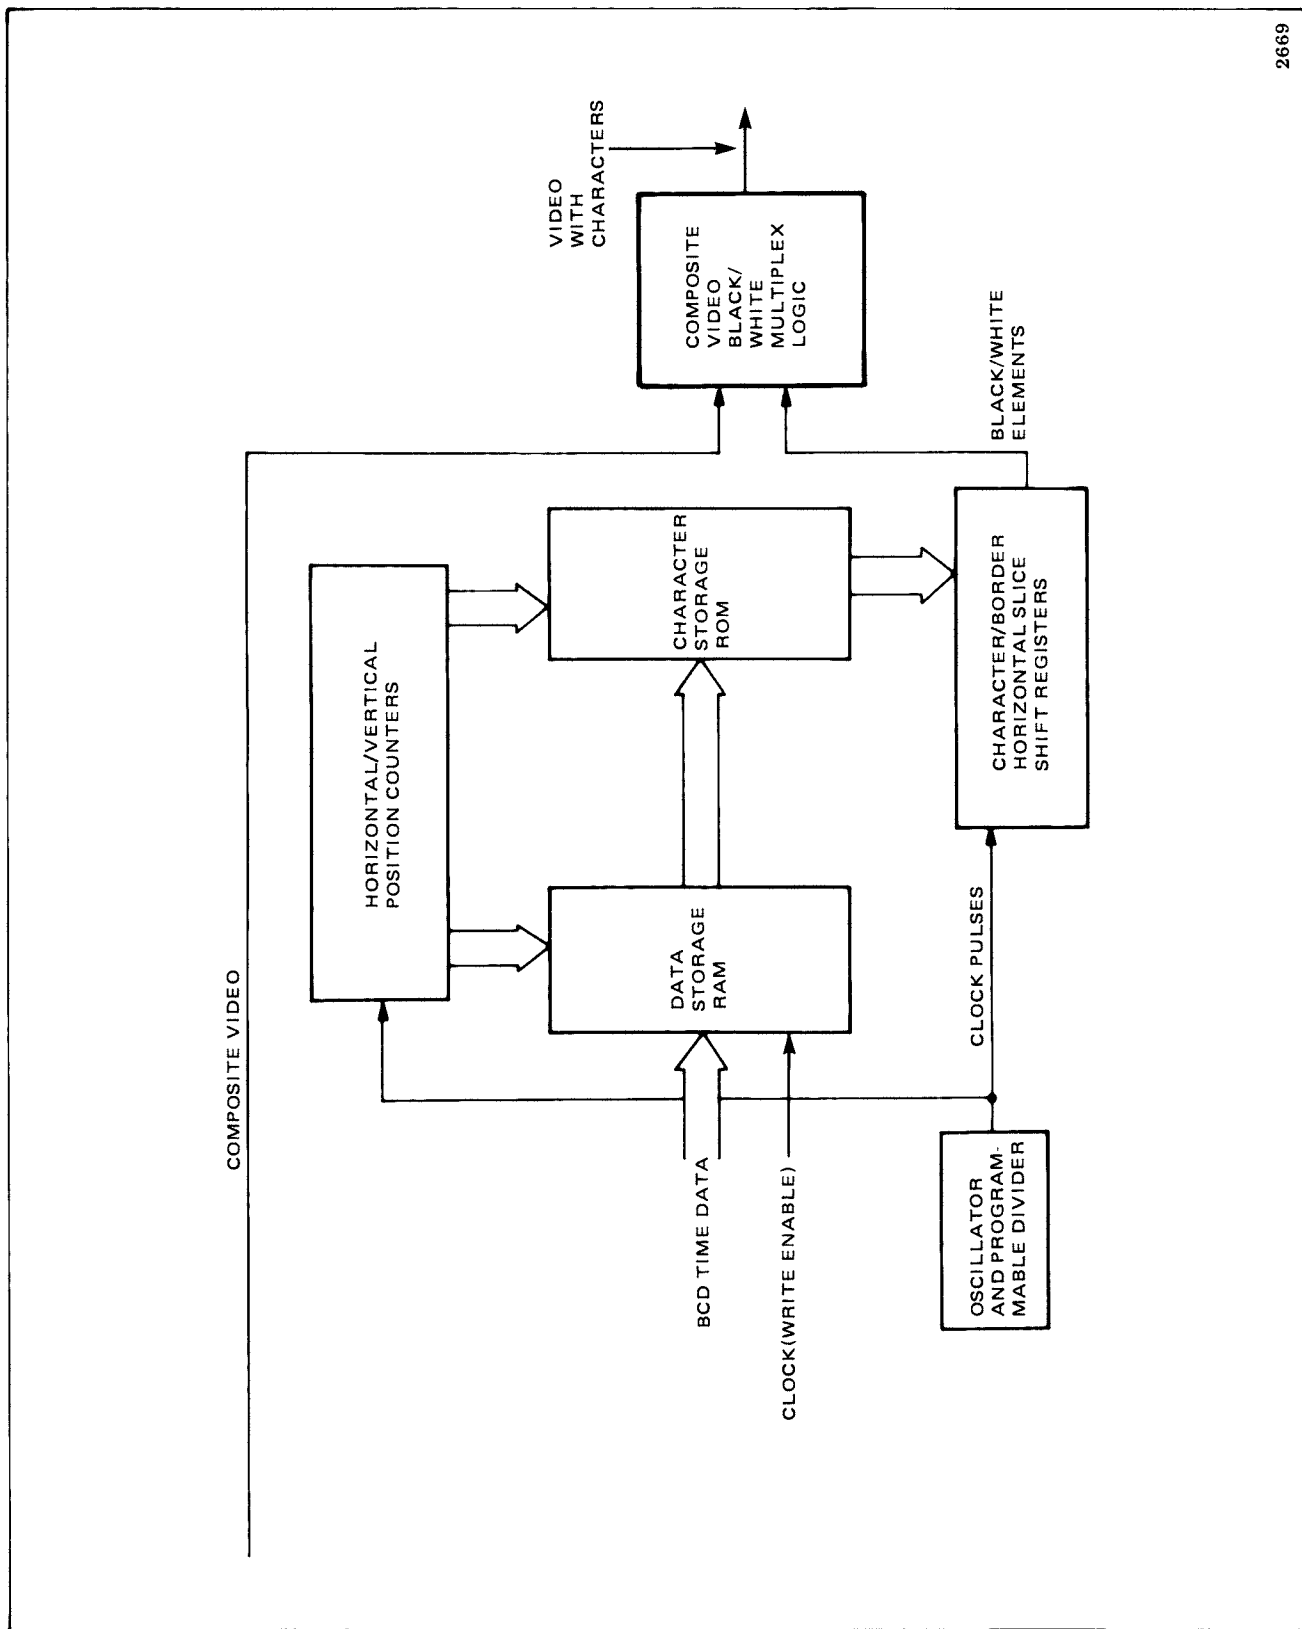 COMPOSITE VIDEO
HORIZONTAL/VERTICAL
POSITION COUNTERS
BCD TIME DATA
CLOCK(WRITE ENABLE)
DATA
STORAGE
RAM
CHARACTER
STORAGE
ROM
VIDEO
WITH
CHARACTERS
COMPOSITE
VIDEO
BLACK/
WHITE
MULTIPLEX
LOGIC
OSCILLATOR
AND PROGRAM-
MABLE DIVIDER
CLOCK PULSES
CHARACTER/BORDER
HORIZONTAL SLICE
SHIFT REGISTERS
BLACK/WHITE
ELEMENTS
2669